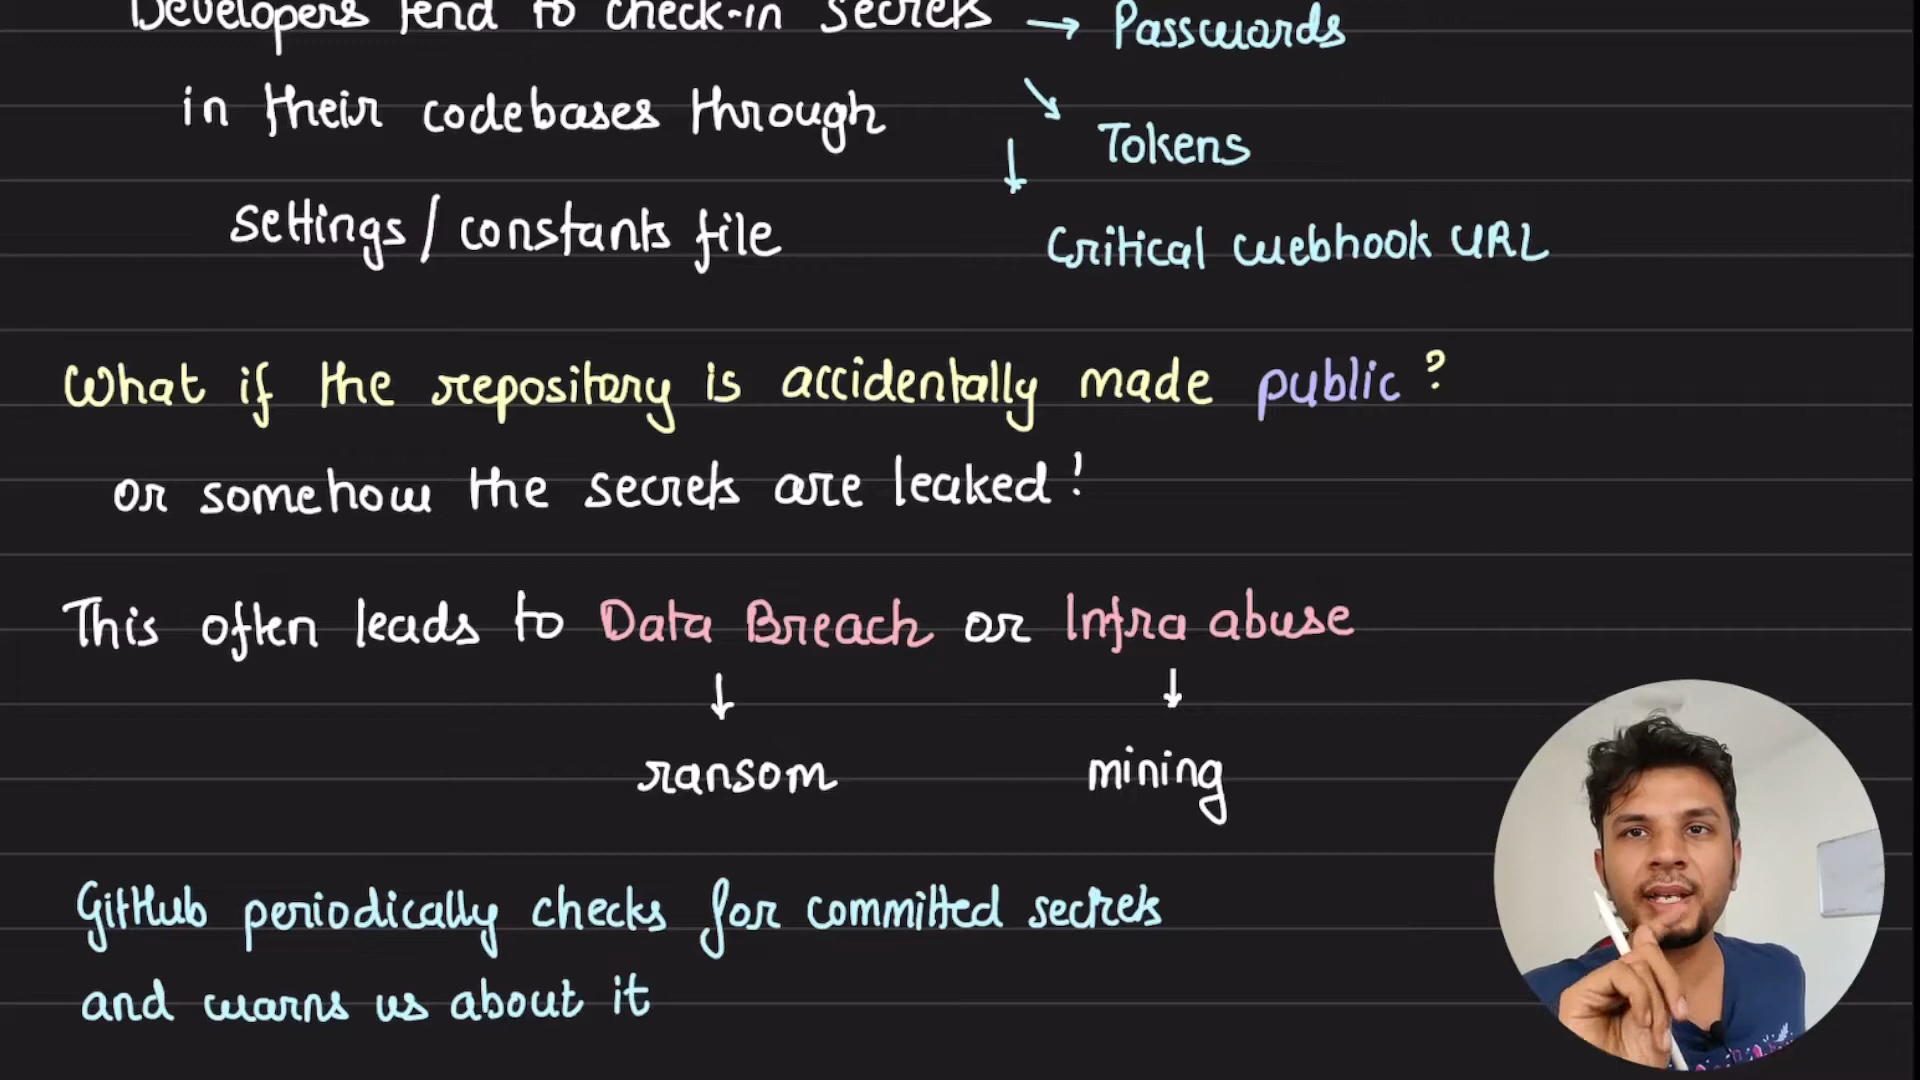 Developers tend to check-in secrets → Passwords
in their codebases through
Tokens
settings / constants file
Critical webhook URL
What if the repository is accidentally made public?
or somehow the secrets are leaked!
This often leads to Data Breach or Infra abuse
ransom mining
GitHub periodically checks for committed secrets
and warns us about it